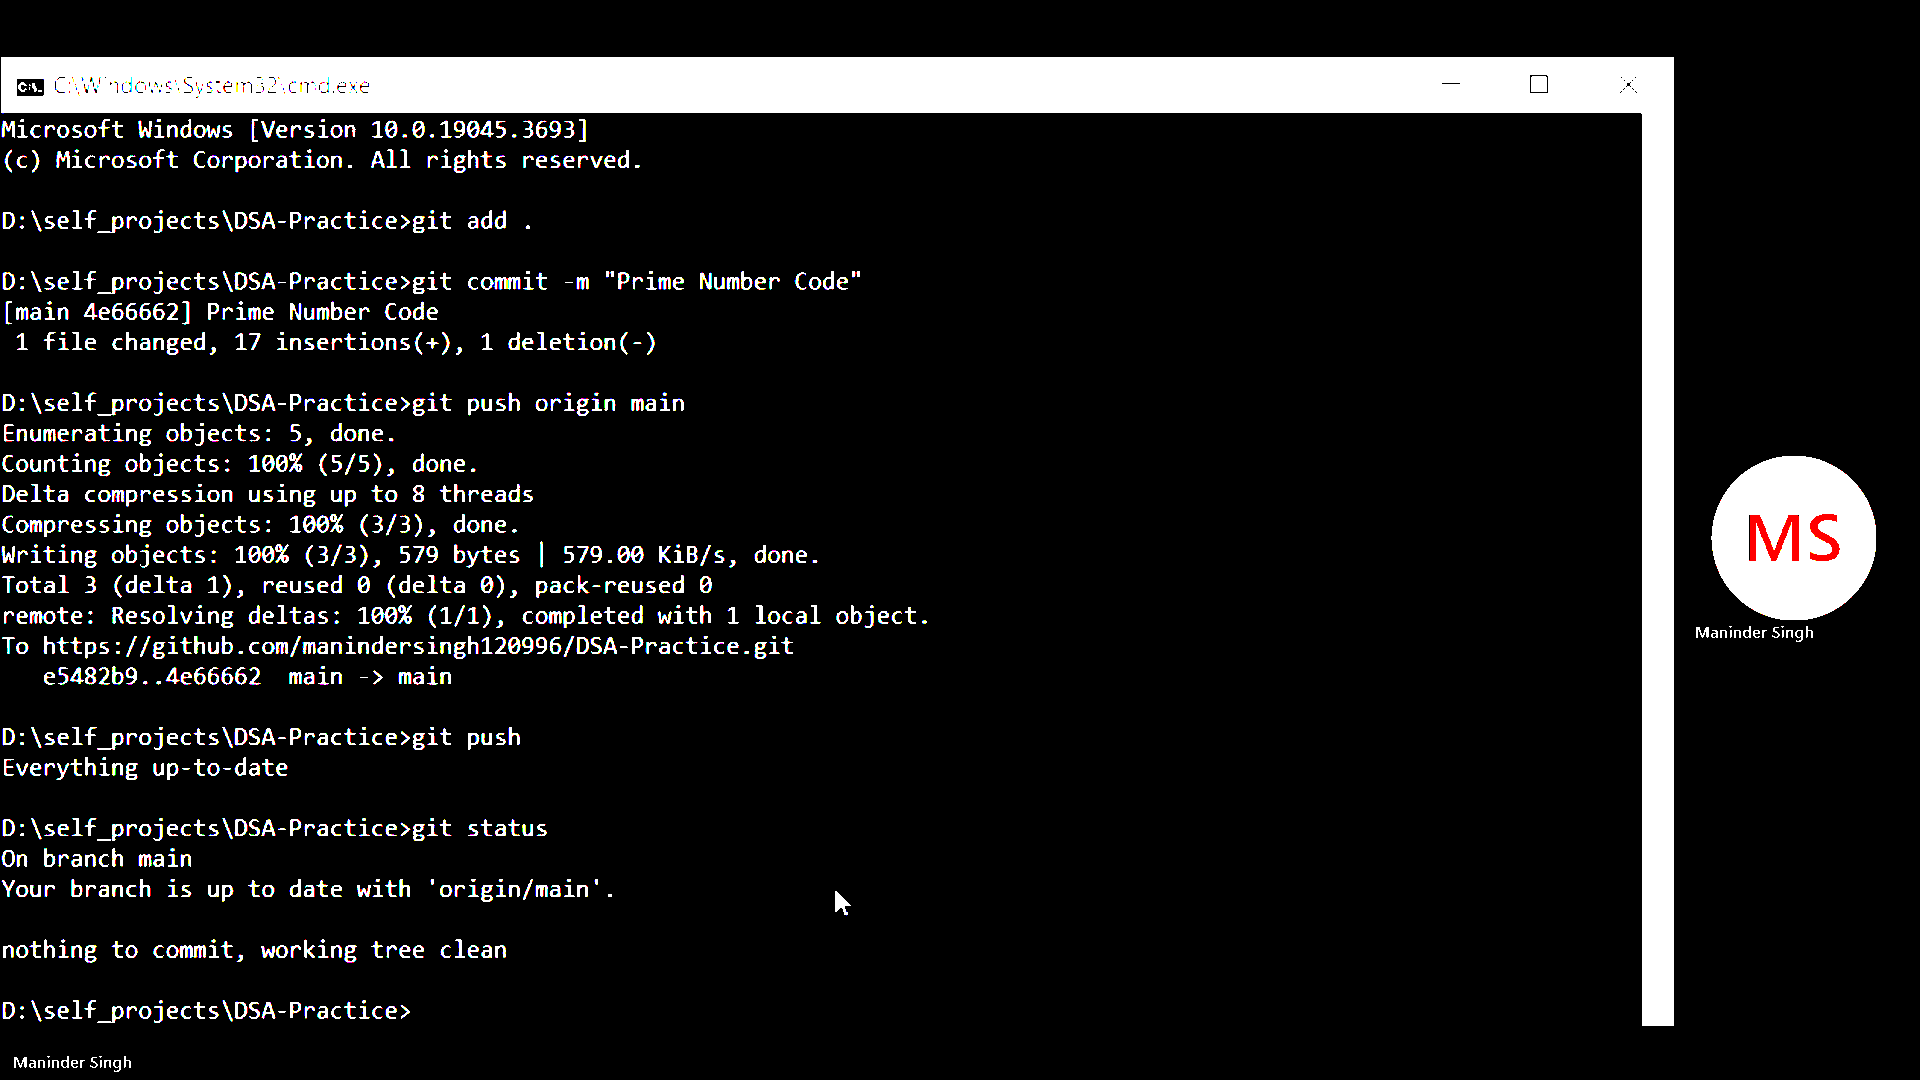 C:\Windows\System32\cmd.exe
Microsoft Windows [Version 10.0.19045.3693]
(c) Microsoft Corporation. All rights reserved.
D:\self_projects\DSA-Practice>git add .
D:\self_projects\DSA-Practice>git commit -m "Prime Number Code"
[main 4e66662] Prime Number Code
 1 file changed, 17 insertions(+), 1 deletion(-)
D:\self_projects\DSA-Practice>git push origin main
Enumerating objects: 5, done.
Counting objects: 100% (5/5), done.
Delta compression using up to 8 threads
Compressing objects: 100% (3/3), done.
Writing objects: 100% (3/3), 579 bytes | 579.00 KiB/s, done.
Total 3 (delta 1), reused 0 (delta 0), pack-reused 0
remote: Resolving deltas: 100% (1/1), completed with 1 local object.
To https://github.com/manindersingh120996/DSA-Practice.git
   e5482b9..4e66662  main -> main
D:\self_projects\DSA-Practice>git push
Everything up-to-date
D:\self_projects\DSA-Practice>git status
On branch main
Your branch is up to date with 'origin/main'.
nothing to commit, working tree clean
D:\self_projects\DSA-Practice>
MS
Maninder Singh
Maninder Singh